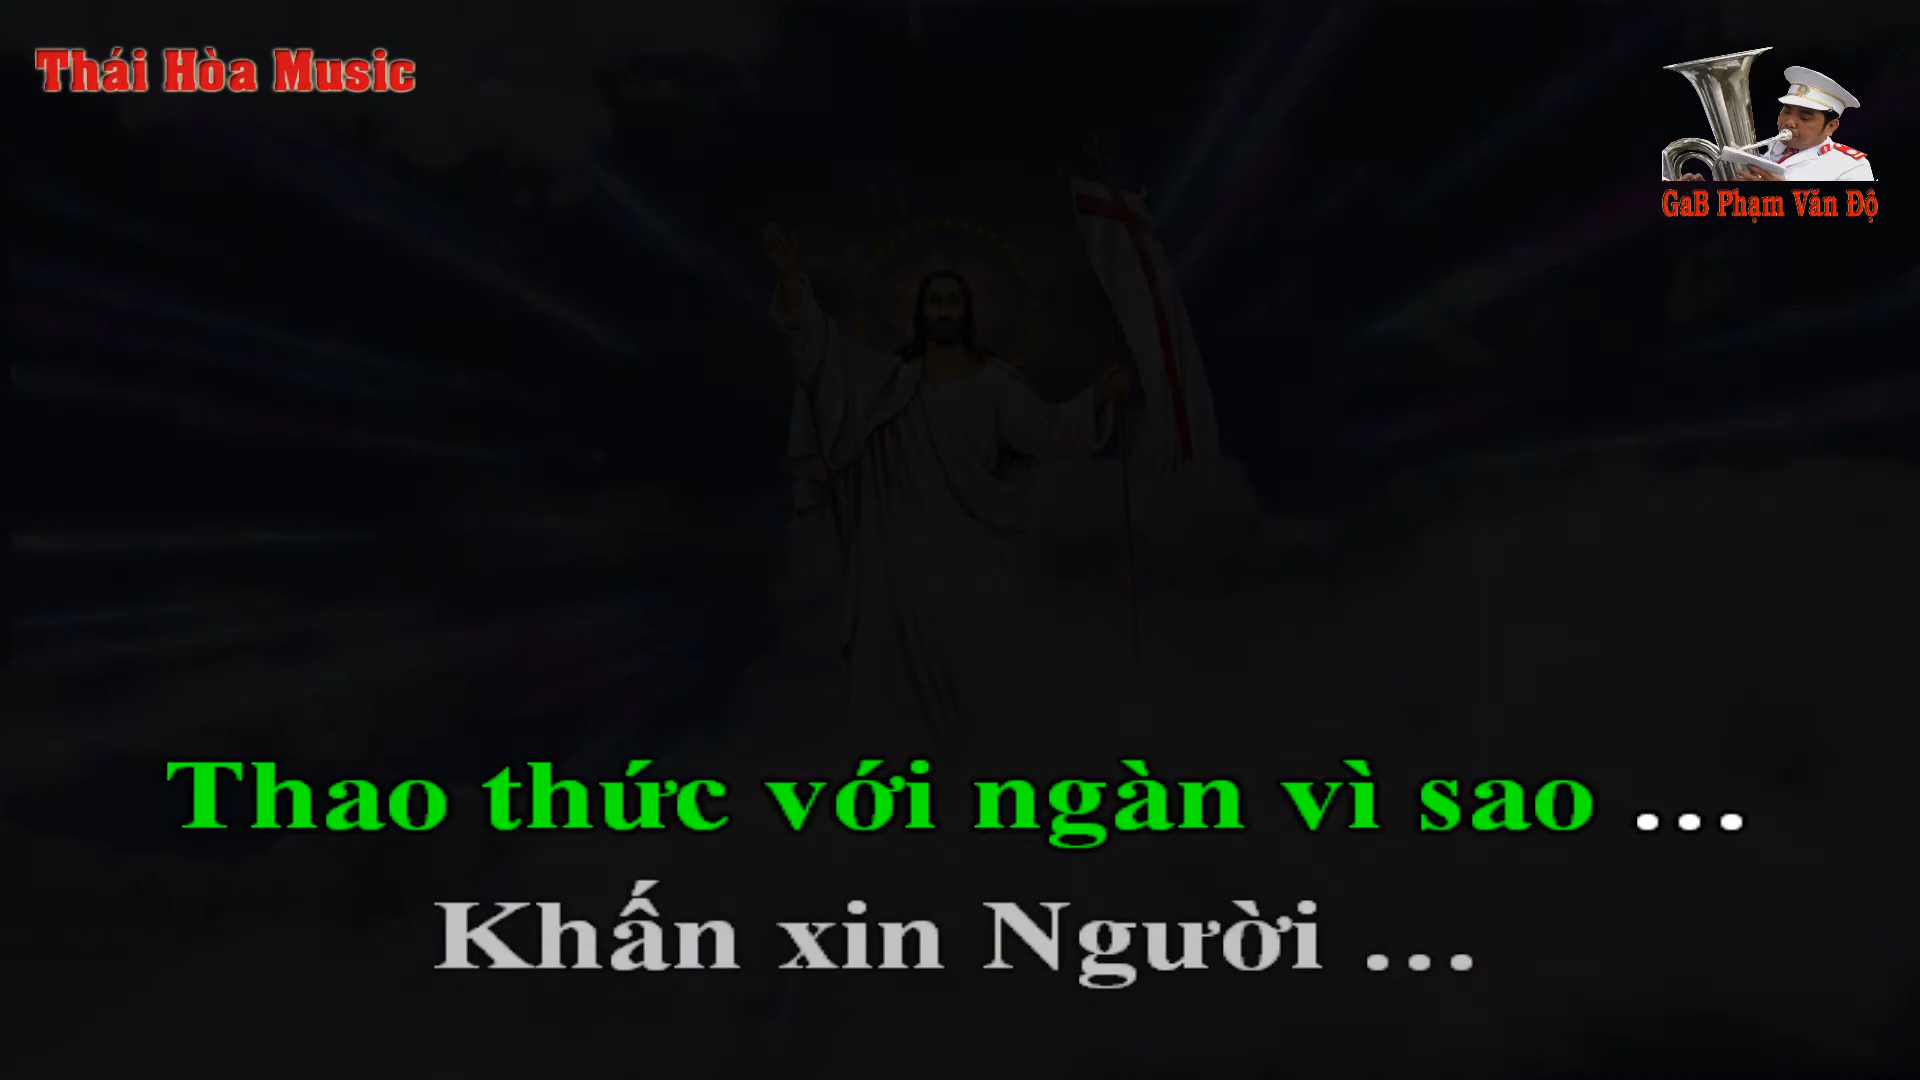 Thái Hòa Music
GaB Phạm Văn Độ
Thao thức với ngàn vì sao ...
Khấn xin Người ...